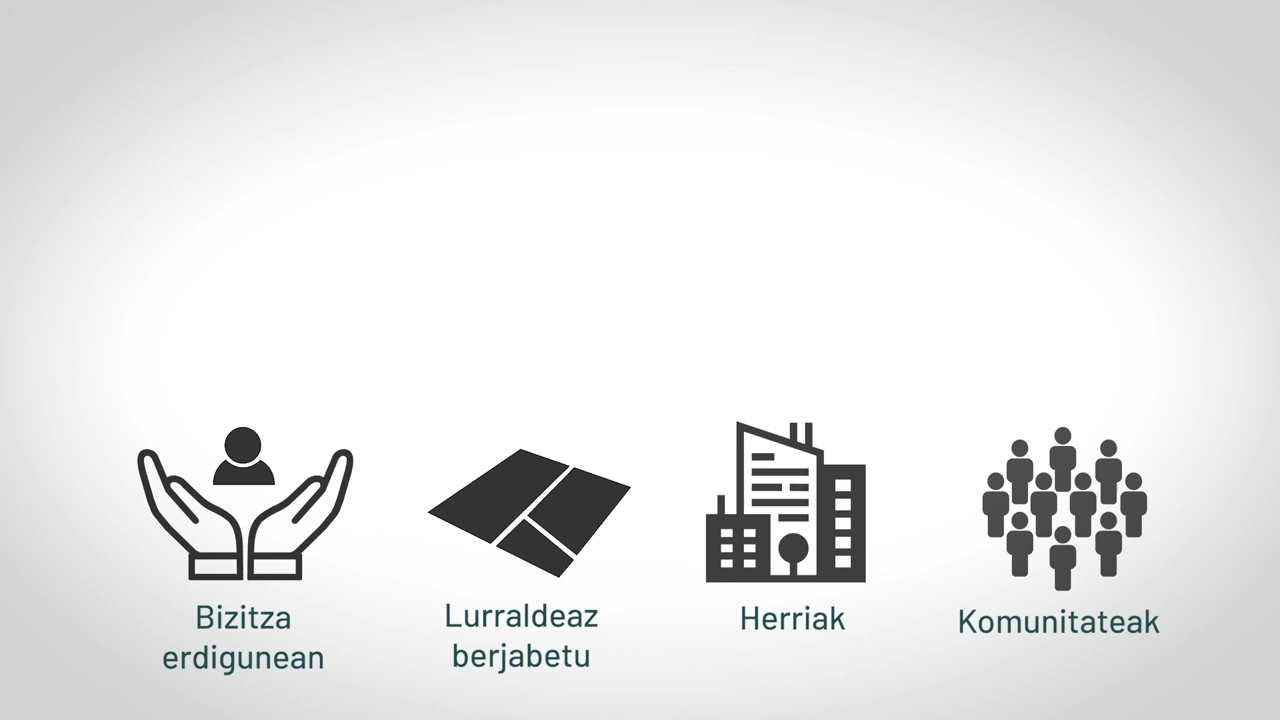 Bizitza
erdigunean
Lurraldeaz
berjabetu
Herriak
Komunitateak